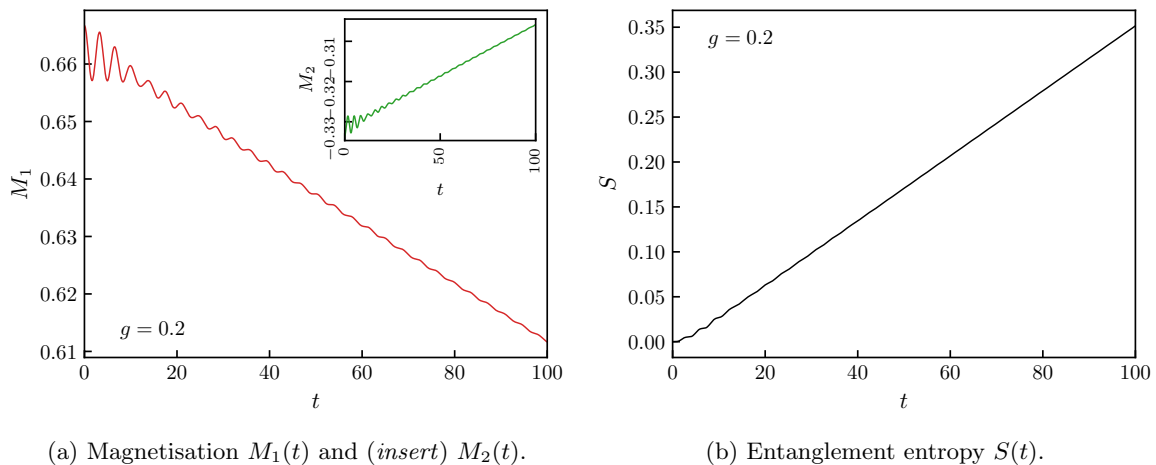 M₁
0.66
0.65
0.64
0.63
0.62
0.61
0 20 40 60 80 100
t
g = 0.2
M₂
−0.31
−0.32
−0.33
0 50 100
t
S
0.35
0.30
0.25
0.20
0.15
0.10
0.05
0.00
0 20 40 60 80 100
t
g = 0.2
(a) Magnetisation M₁(t) and (insert) M₂(t).
(b) Entanglement entropy S(t).